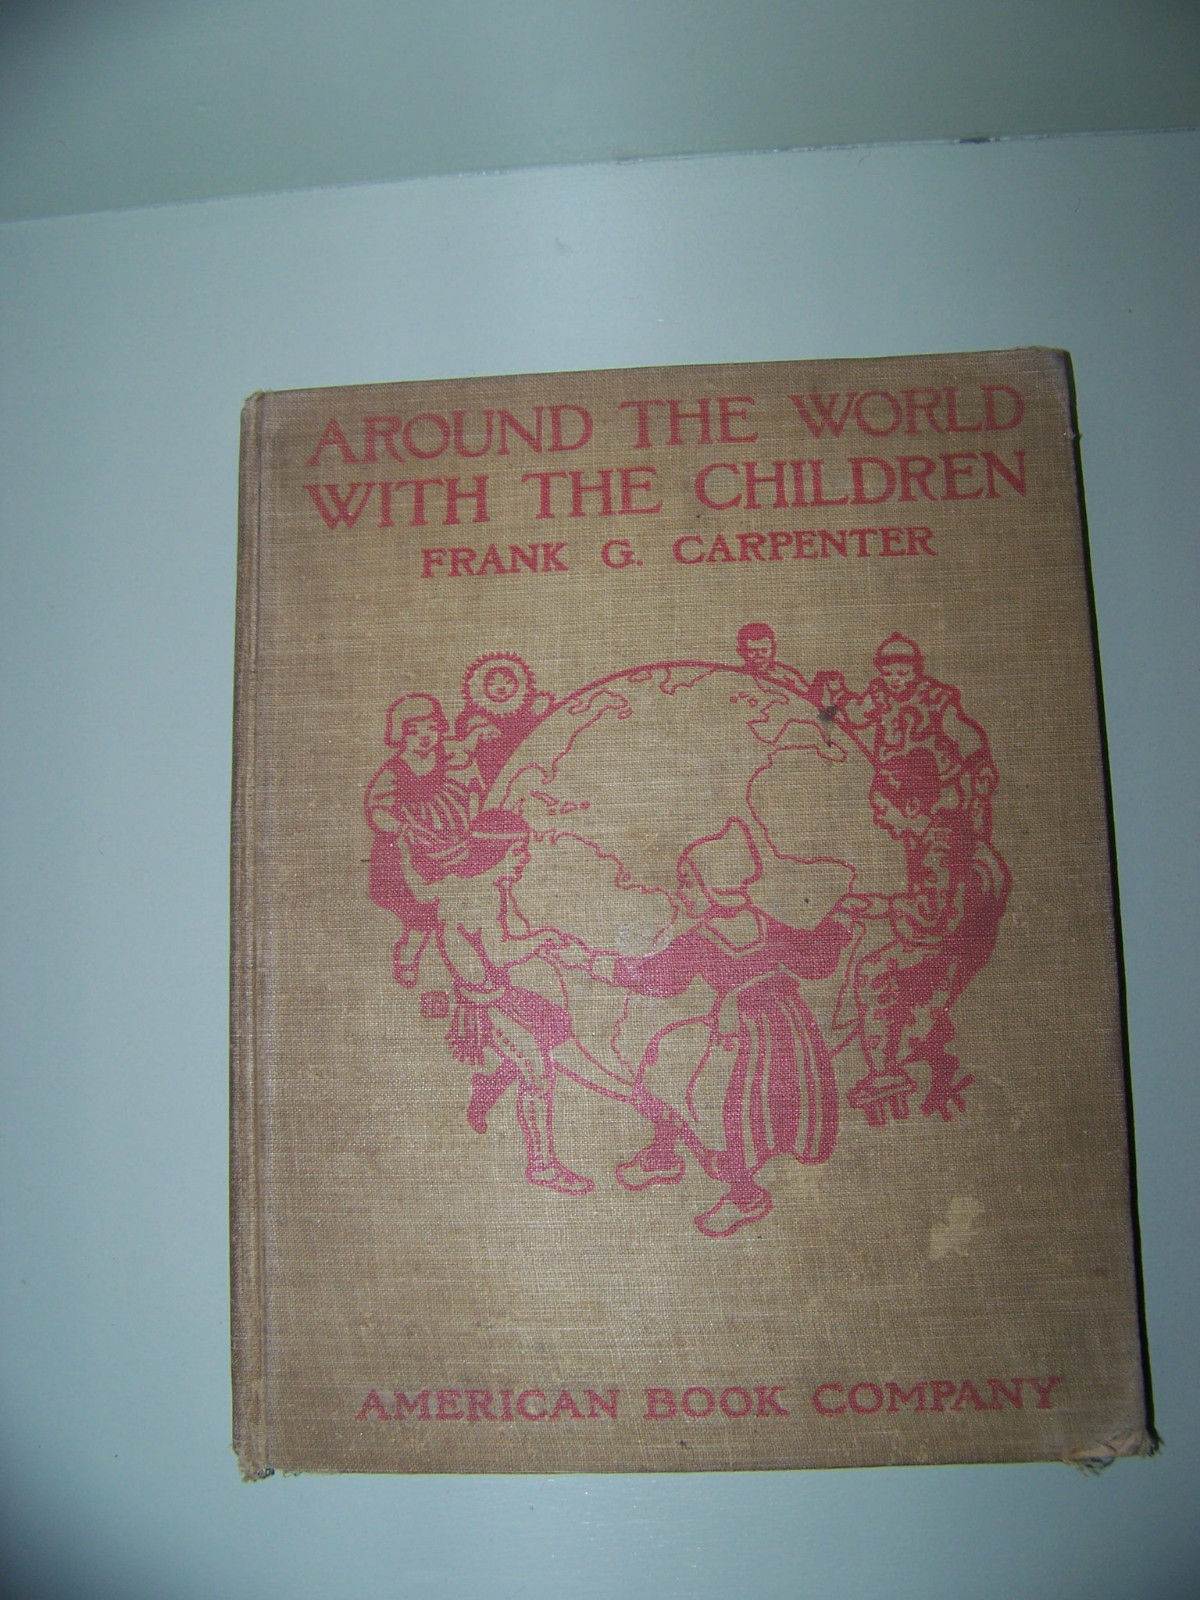 AROUND THE WORLD
WITH THE CHILDREN
FRANK G. CARPENTER
AMERICAN BOOK COMPANY